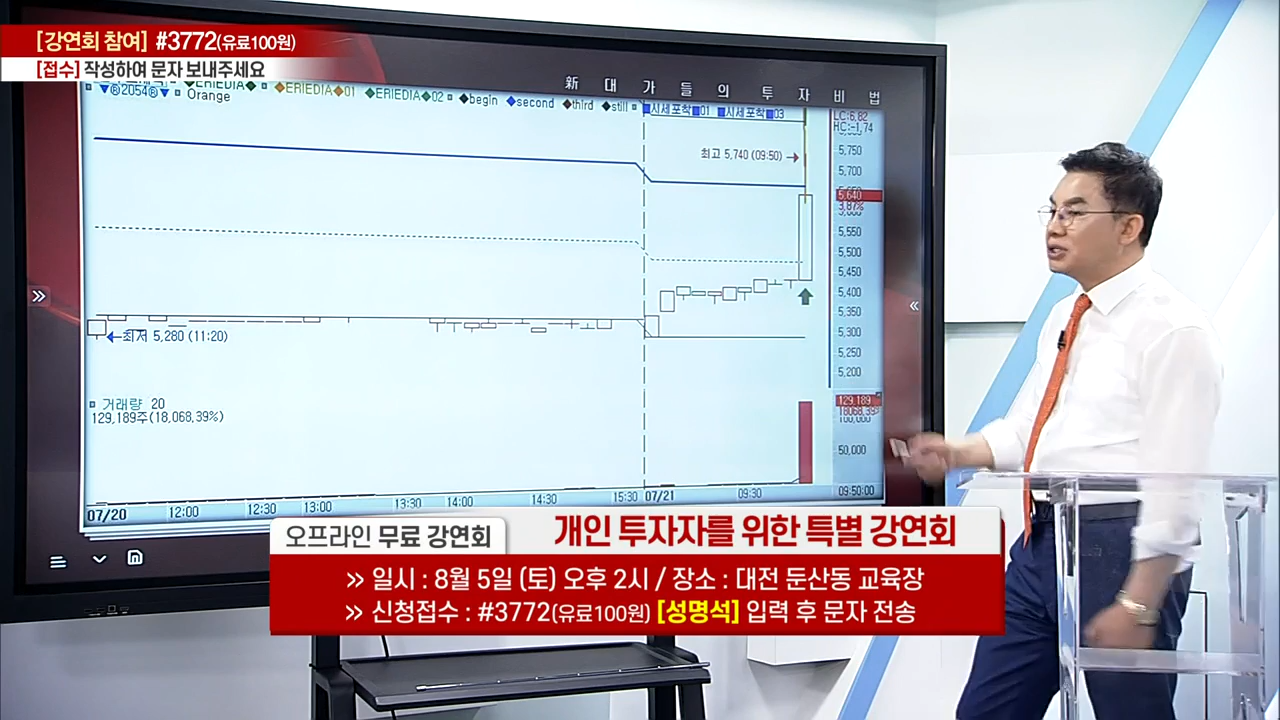 [강연회 참여] #3772(유료100원)
[접수] 작성하여 문자 보내주세요
新 대 가 들 의 투 자 비 법
◆ERIEDIA◆ ◆ERIEDIA◆01 ◆ERIEDIA◆02 ◆begin ◆second ◆third ◆still ■시세포착■01 ■시세포착■03
▼®2054®▼ Orange
LC:6.82
HC:-1.74
최고 5,740 (09:50)
5,750
5,700
5,640
3.87%
5,600
5,550
5,500
5,450
5,400
5,350
5,300
5,250
5,200
최저 5,280 (11:20)
거래량 20
129,189주(18,068.39%)
129,189
18068.39%
100,000
50,000
07/20 12:00 12:30 13:00 13:30 14:00 14:30 15:30 07/21 09:30 09:50:00
오프라인 무료 강연회
개인 투자자를 위한 특별 강연회
» 일시 : 8월 5일 (토) 오후 2시 / 장소 : 대전 둔산동 교육장
» 신청접수 : #3772(유료100원) [성명석] 입력 후 문자 전송